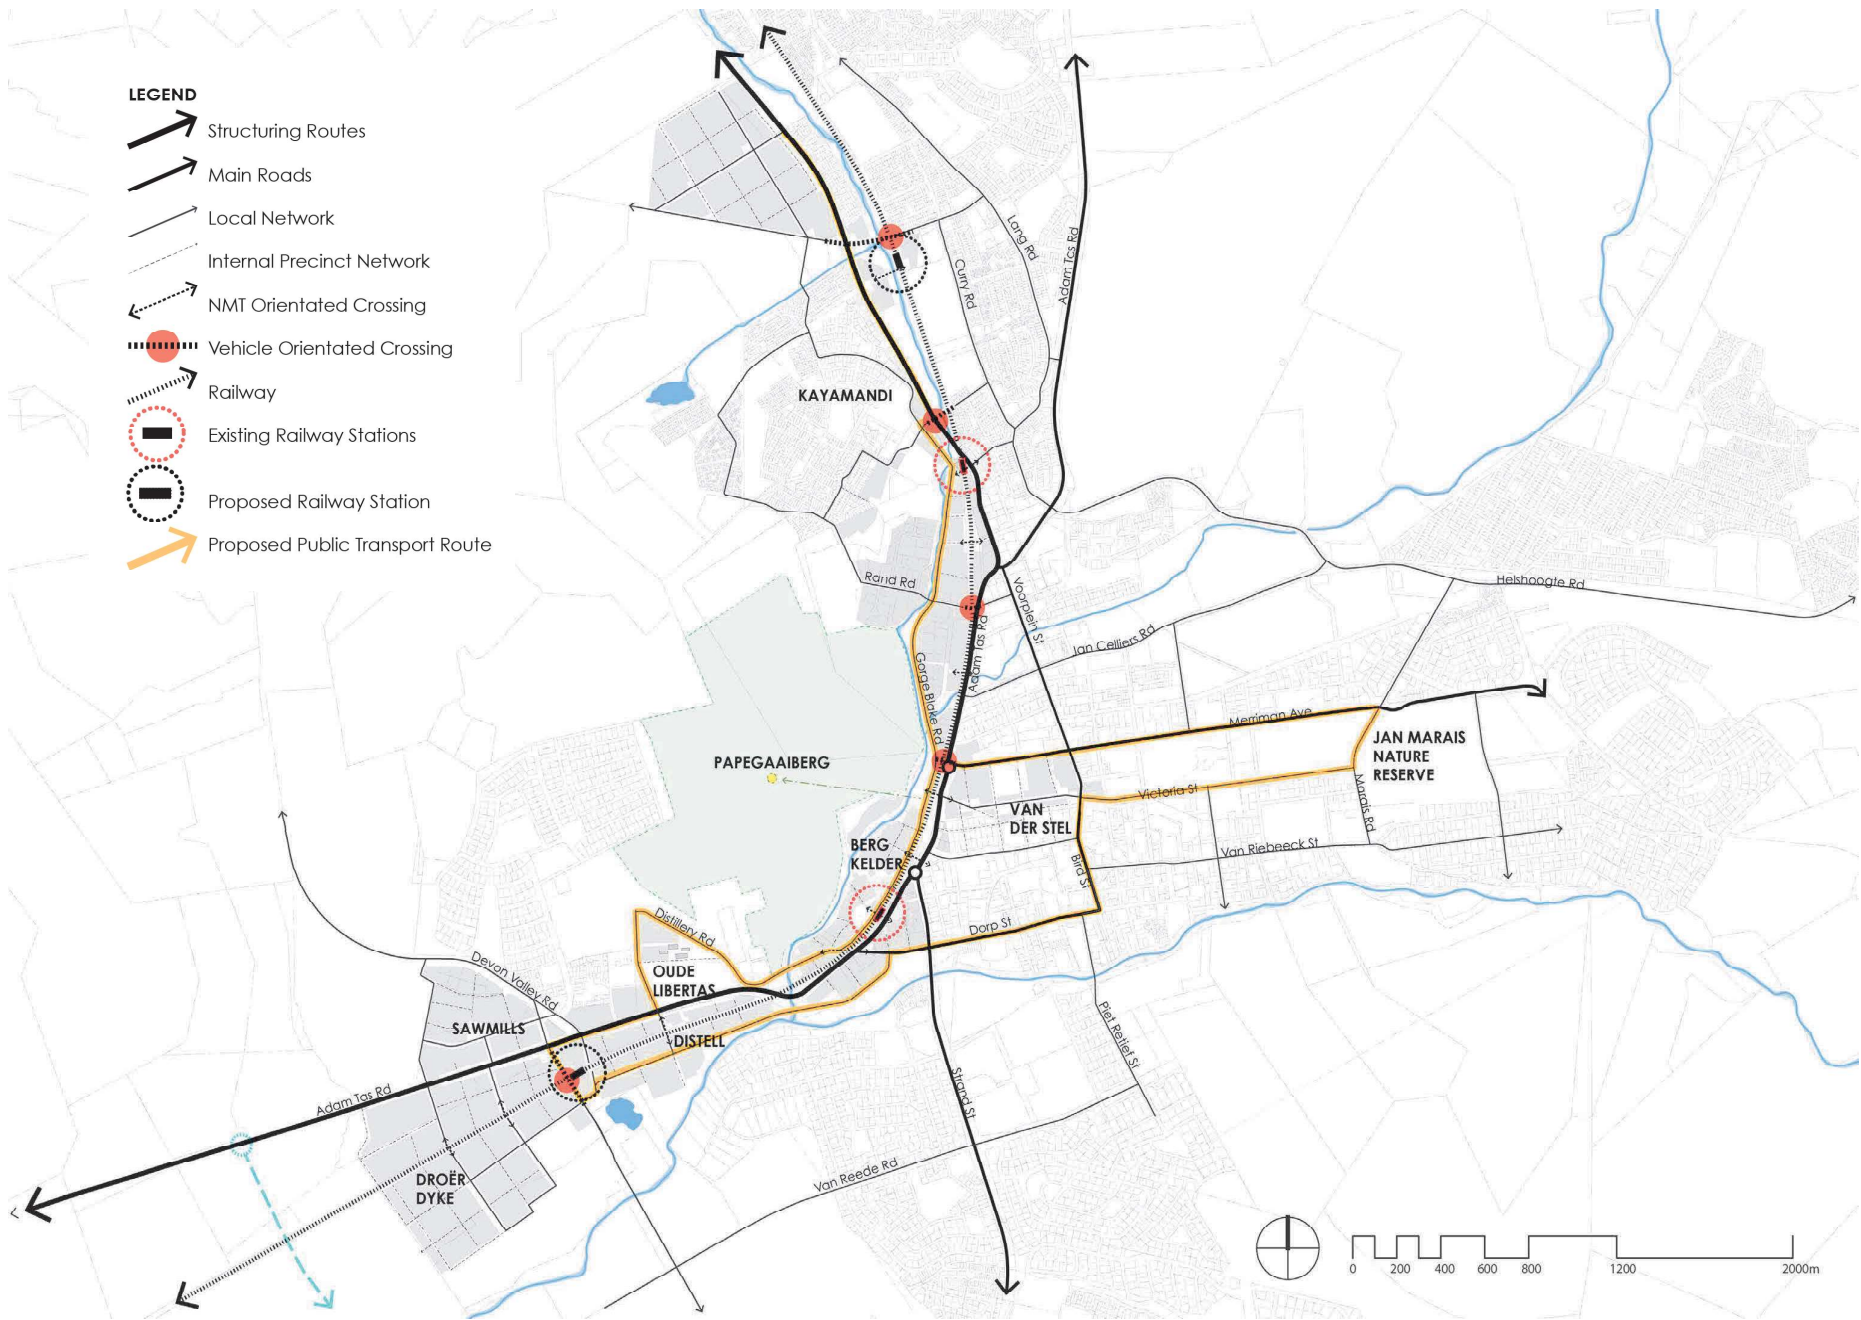 LEGEND
Structuring Routes
Main Roads
Local Network
Internal Precinct Network
NMT Orientated Crossing
Vehicle Orientated Crossing
Railway
Existing Railway Stations
Proposed Railway Station
Proposed Public Transport Route
Lang Rd
Adam Tas Rd
Curry Rd
KAYAMANDI
Rand Rd
Voorplein St
Helshoogte Rd
Adam Tas Rd
Jan Celliers Rd
Gorge Blake Rd
Merriman Ave
JAN MARAIS
NATURE
RESERVE
PAPEGAAIBERG
Victoria St
Marais Rd
VAN
DER STEL
BERG
KELDER
Bird St
Van Riebeeck St
Distillery Rd
Dorp St
OUDE
LIBERTAS
Devon Valley Rd
SAWMILLS
DISTELL
Piet Retief St
Strand St
Adam Tas Rd
DROËR
DYKE
Van Reede Rd
0 200 400 600 800 1200 2000m